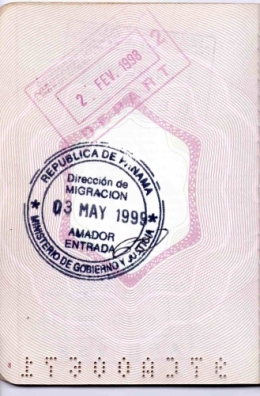 2
2. FEV. 1998
DEPART
REPUBLICA DE PANAMA
Dirección de
MIGRACION
03 MAY 1999
AMADOR
ENTRADA
MINISTERIO DE GOBIERNO Y JUSTICIA